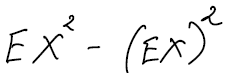 EX² - (EX)²